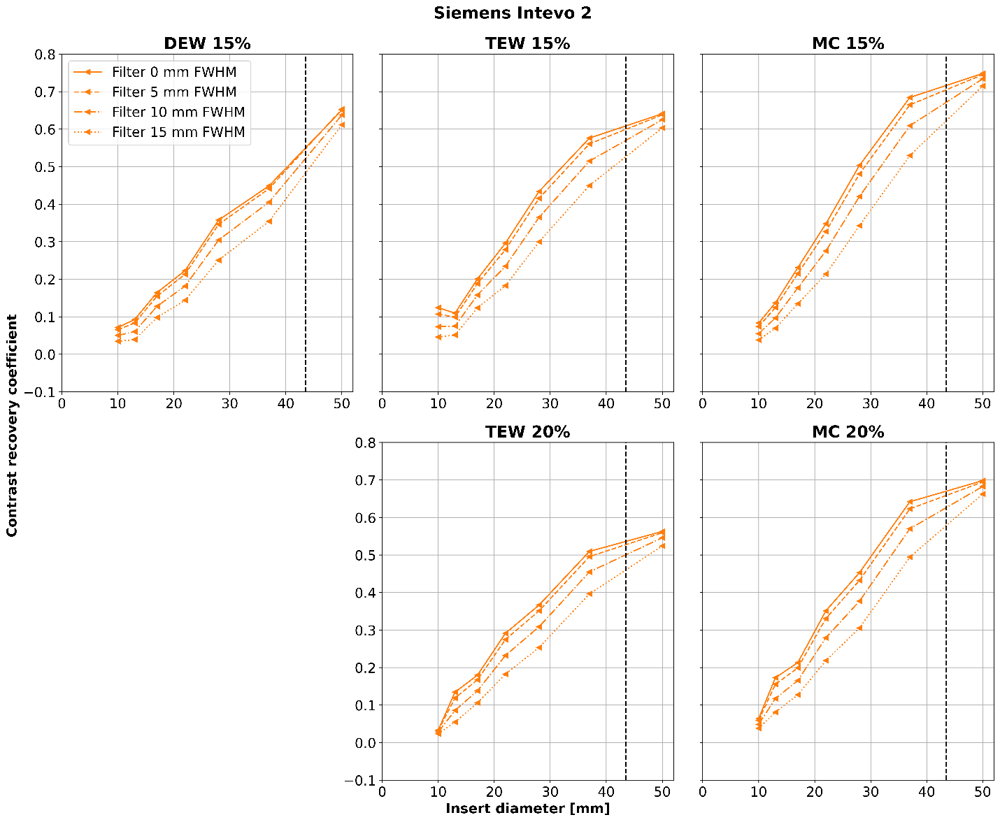 Siemens Intevo 2
DEW 15%
TEW 15%
MC 15%
Filter 0 mm FWHM
Filter 5 mm FWHM
Filter 10 mm FWHM
Filter 15 mm FWHM
0.8
0.7
0.6
0.5
0.4
0.3
0.2
0.1
0.0
−0.1
0 10 20 30 40 50
0 10 20 30 40 50
0 10 20 30 40 50
Contrast recovery coefficient
TEW 20%
MC 20%
0.8
0.7
0.6
0.5
0.4
0.3
0.2
0.1
0.0
−0.1
0 10 20 30 40 50
0 10 20 30 40 50
Insert diameter [mm]